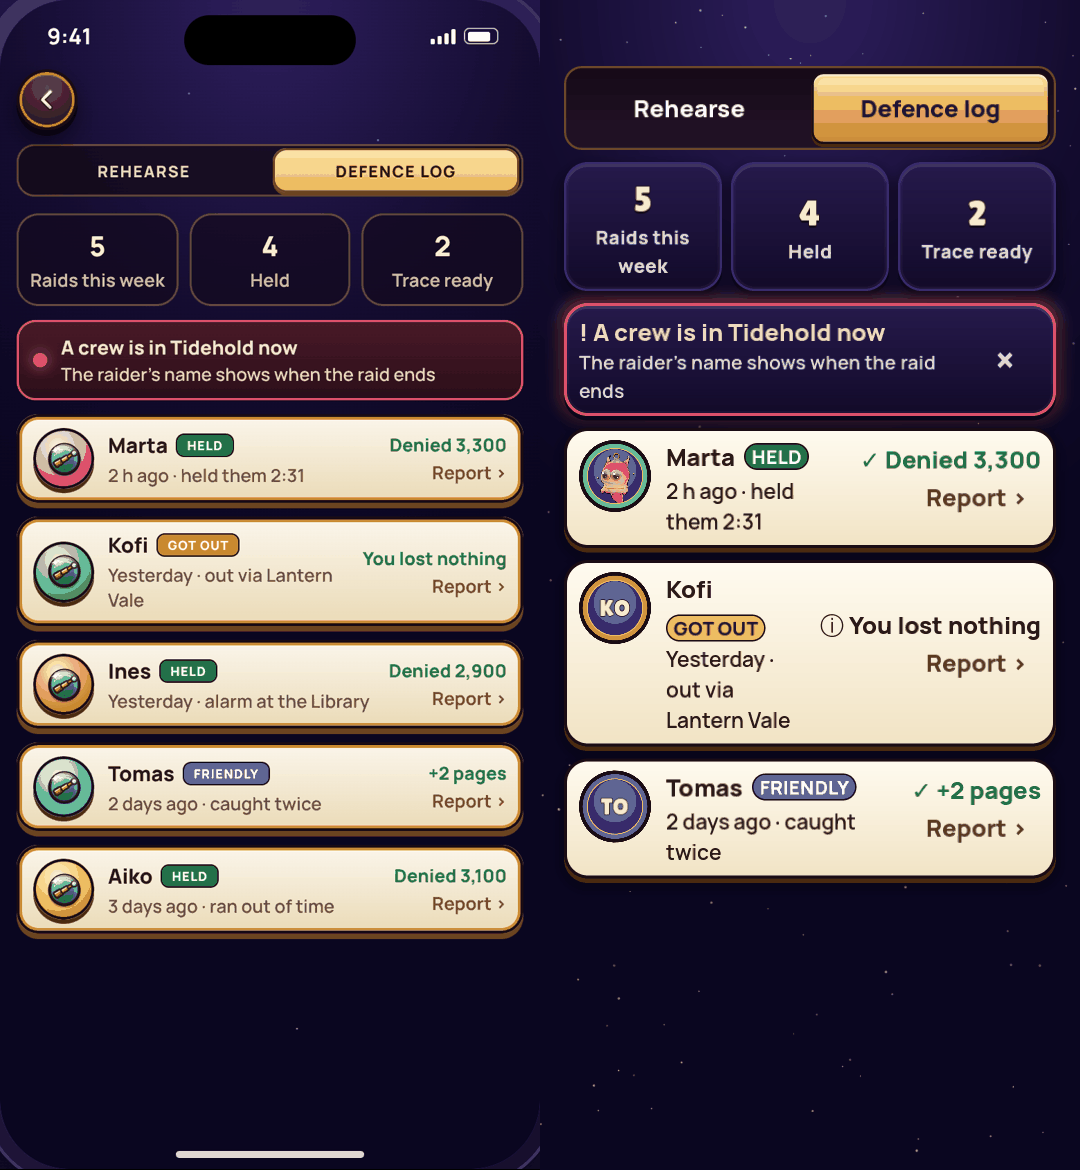 9:41
REHEARSE
DEFENCE LOG
5
Raids this week
4
Held
2
Trace ready
A crew is in Tidehold now
The raider's name shows when the raid ends
Marta HELD
2 h ago · held them 2:31
Denied 3,300
Report ›
Kofi GOT OUT
Yesterday · out via Lantern
Vale
You lost nothing
Report ›
Ines HELD
Yesterday · alarm at the Library
Denied 2,900
Report ›
Tomas FRIENDLY
2 days ago · caught twice
+2 pages
Report ›
Aiko HELD
3 days ago · ran out of time
Denied 3,100
Report ›
Rehearse
Defence log
5
Raids this
week
4
Held
2
Trace ready
! A crew is in Tidehold now
The raider's name shows when the raid
ends
×
Marta HELD
2 h ago · held
them 2:31
✓ Denied 3,300
Report ›
KO
Kofi
GOT OUT
Yesterday ·
out via
Lantern Vale
ⓘ You lost nothing
Report ›
TO
Tomas FRIENDLY
2 days ago · caught
twice
✓ +2 pages
Report ›